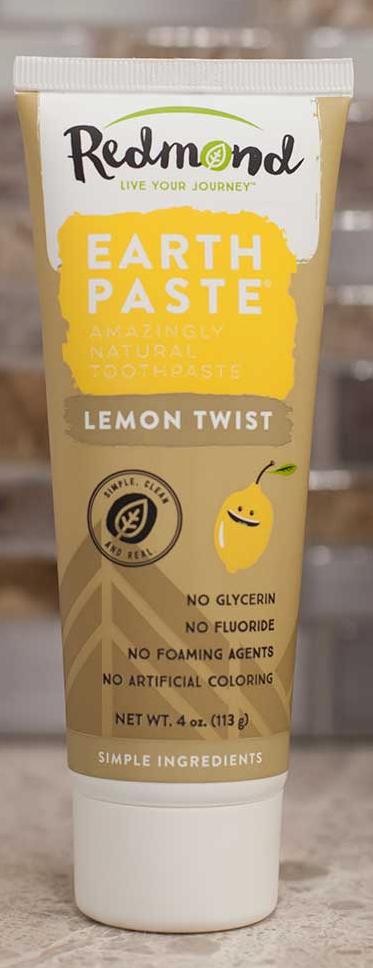 Redmond
LIVE YOUR JOURNEY™
EARTH
PASTE®
AMAZINGLY
NATURAL
TOOTHPASTE
LEMON TWIST
SIMPLE, CLEAN
AND REAL.
NO GLYCERIN
NO FLUORIDE
NO FOAMING AGENTS
NO ARTIFICIAL COLORING
NET WT. 4 oz. (113 g)
SIMPLE INGREDIENTS